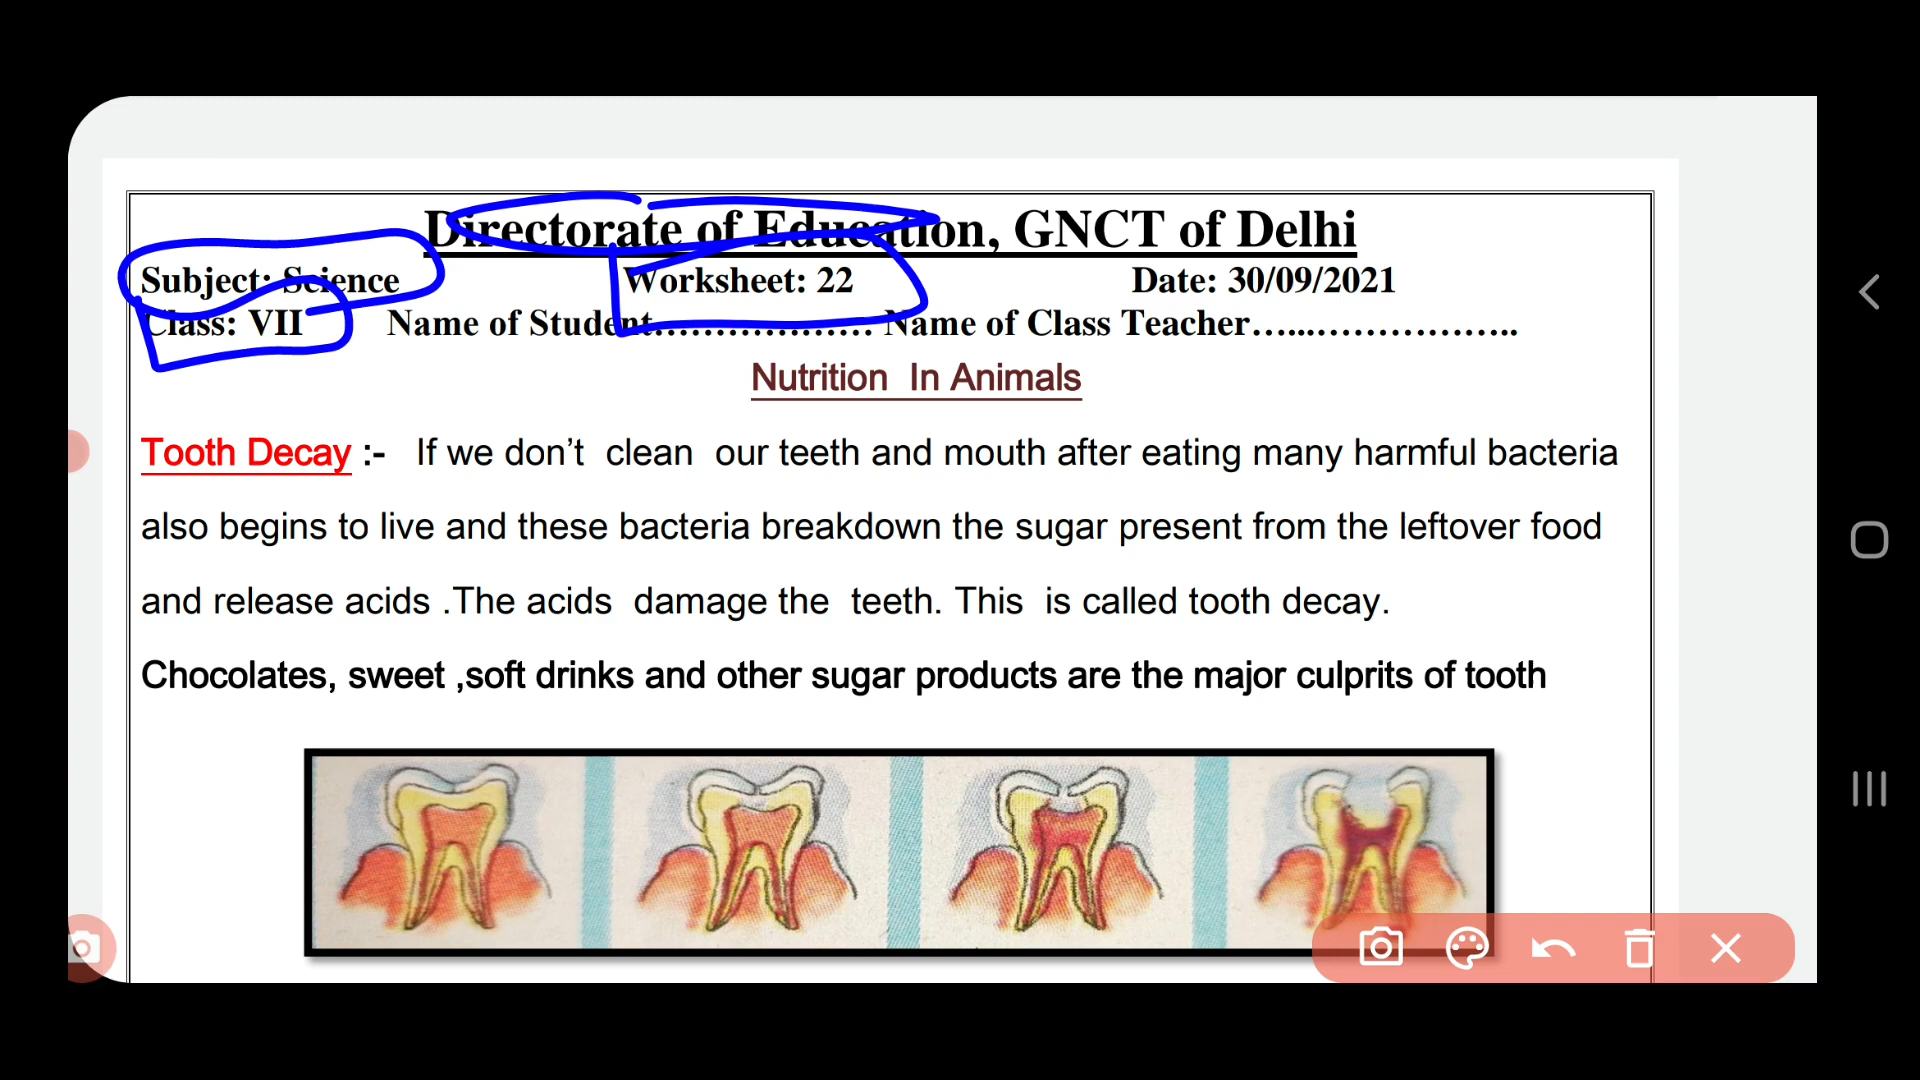 Directorate of Education, GNCT of Delhi
Subject: Science Worksheet: 22 Date: 30/09/2021
Class: VII Name of Student.................. Name of Class Teacher…...……………..
Nutrition In Animals
Tooth Decay :- If we don’t clean our teeth and mouth after eating many harmful bacteria
also begins to live and these bacteria breakdown the sugar present from the leftover food
and release acids .The acids damage the teeth. This is called tooth decay.
Chocolates, sweet ,soft drinks and other sugar products are the major culprits of tooth